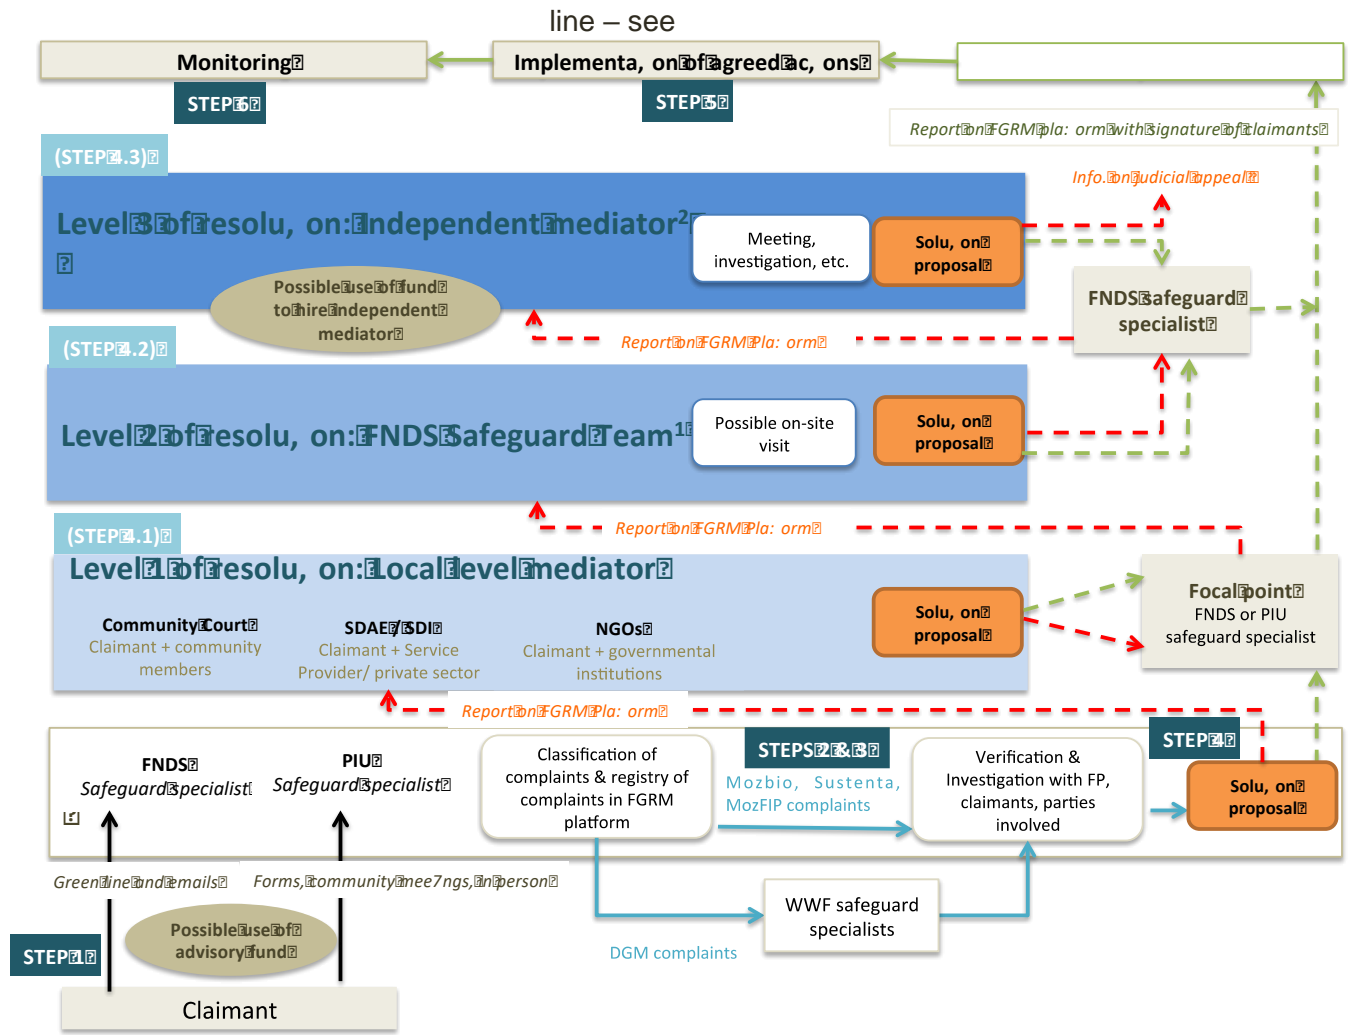 line – see
Monitoring
Implementa, on of agreed ac, ons
STEP 6
STEP 5
Report on FGRM pla: orm with signature of claimants
(STEP 4.3)
Info. on judicial appeal
Level 3 of resolu, on: Independent mediator²
Meeting,
investigation, etc.
Solu, on
proposal
Possible use of fund
to hire independent
mediator
FNDS safeguard
specialist
Report on FGRM Pla: orm
(STEP 4.2)
Level 2 of resolu, on: FNDS Safeguard Team¹
Possible on-site
visit
Solu, on
proposal
Report on FGRM Pla: orm
(STEP 4.1)
Level 1 of resolu, on: Local level mediator
Community Court
Claimant + community
members
SDAE / SDI
Claimant + Service
Provider/ private sector
NGOs
Claimant + governmental
institutions
Solu, on
proposal
Focal point
FNDS or PIU
safeguard specialist
Report on FGRM Pla: orm
FNDS
Safeguard specialist
PIU
Safeguard specialist
Classification of
complaints & registry of
complaints in FGRM
platform
STEPS 2 & 3
Mozbio, Sustenta,
MozFIP complaints
Verification &
Investigation with FP,
claimants, parties
involved
STEP 4
Solu, on
proposal
Green line and emails
Forms, community mee7ngs, in person
Possible use of
advisory fund
WWF safeguard
specialists
DGM complaints
STEP 1
Claimant